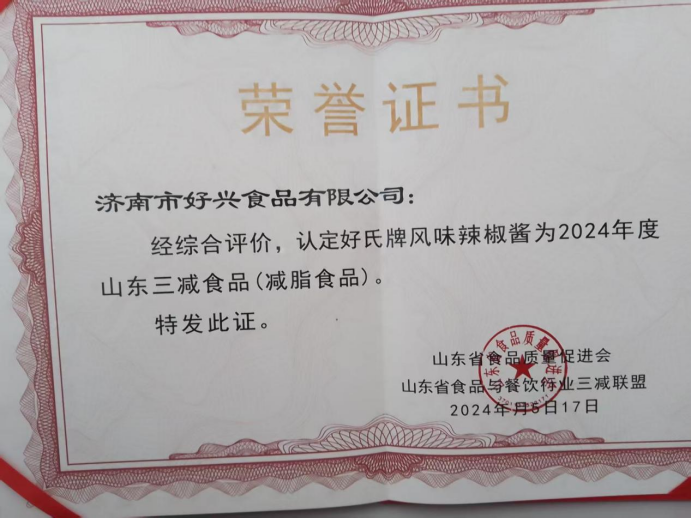 荣誉证书
济南市好兴食品有限公司：
经综合评价，认定好氏牌风味辣椒酱为2024年度
山东三减食品(减脂食品)。
特发此证。
山东省食品质量促进会
山东省食品与餐饮行业三减联盟
2024年月5日17日